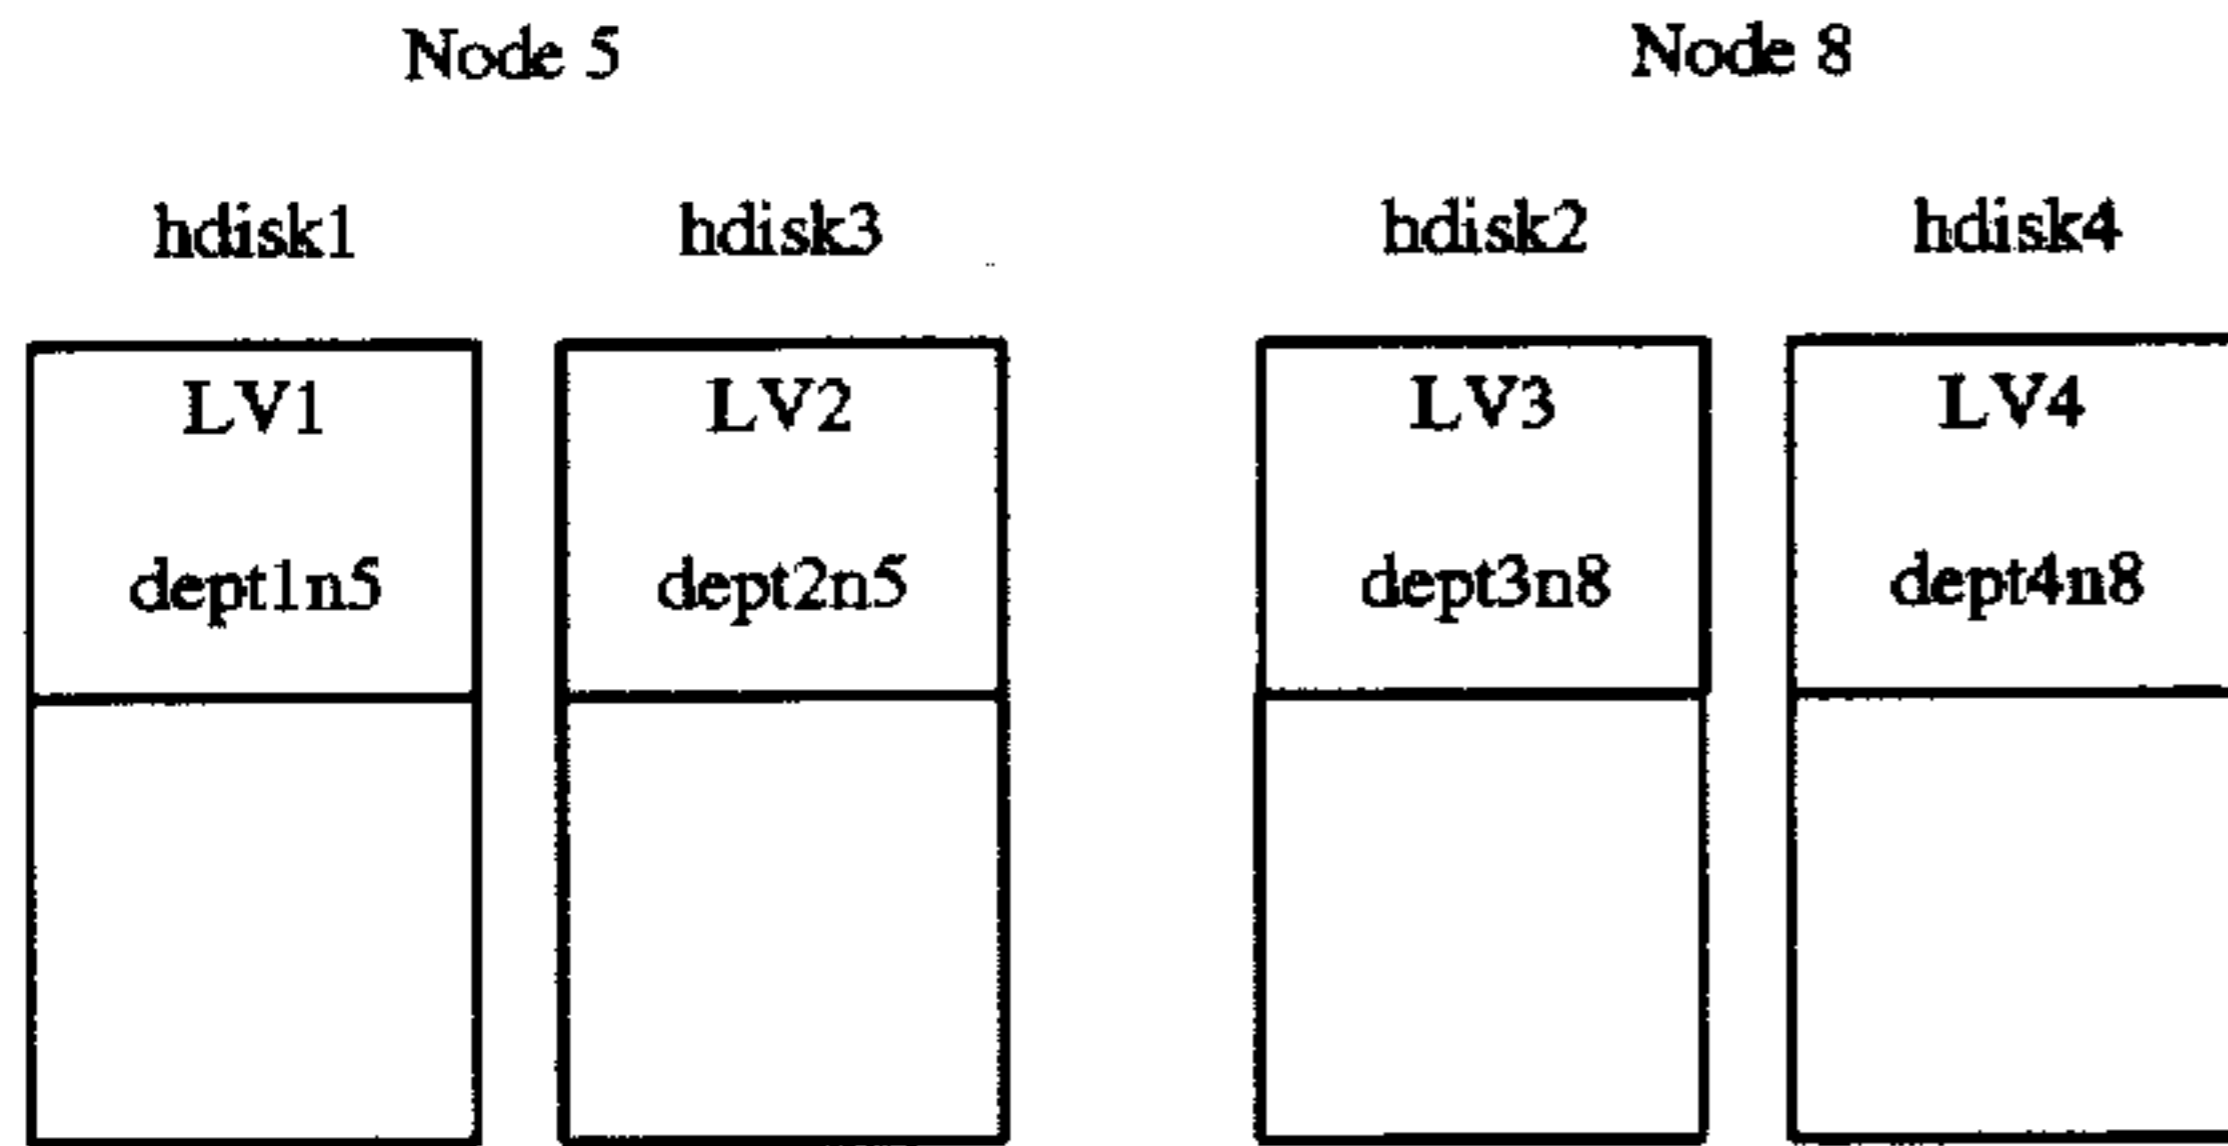 Node 5
Node 8
hdisk1
hdisk3
hdisk2
hdisk4
LV1
LV2
LV3
LV4
dept1n5
dept2n5
dept3n8
dept4n8